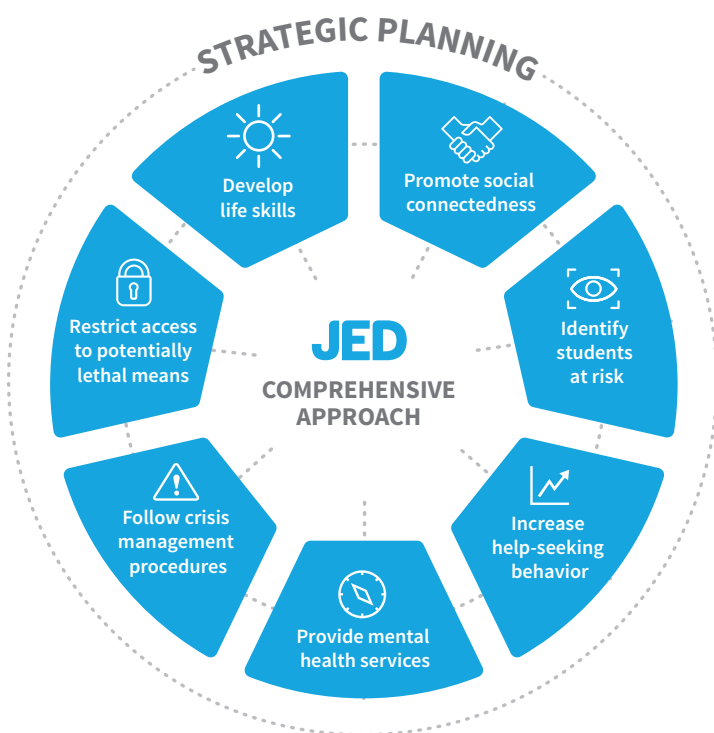 STRATEGIC PLANNING
Develop
life skills
Promote social
connectedness
Identify
students
at risk
Increase
help-seeking
behavior
Provide mental
health services
Follow crisis
management
procedures
Restrict access
to potentially
lethal means
JED
COMPREHENSIVE
APPROACH